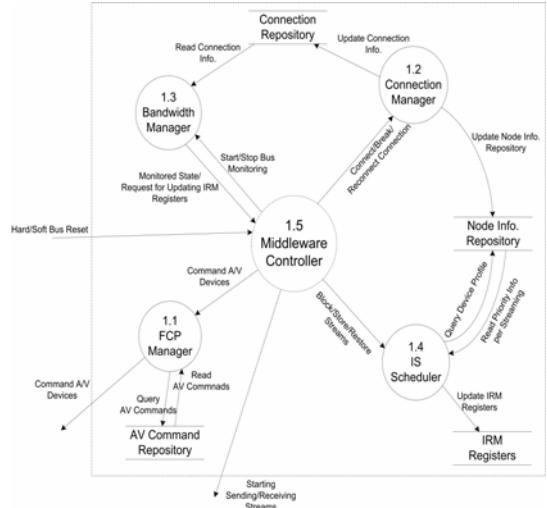 Connection
Repository
Read Connection
Info.
Update Connection
Info.
1.2
Connection
Manager
1.3
Bandwidth
Manager
Connect/Break/
Reconnect Connection
Update Node Info.
Repository
Start/Stop Bus
Monitoring
Monitored State/
Request for Updating IRM
Registers
1.5
Middleware
Controller
Hard/Soft Bus Reset
Node Info.
Repository
Command A/V
Devices
Block/Store/Restore
Streams
Query Device Profile
Read Priority Info
per Streaming
1.1
FCP
Manager
1.4
IS
Scheduler
Read
AV Commnads
Command A/V
Devices
Query
AV Commands
Update IRM
Registers
AV Command
Repository
IRM
Registers
Starting
Sending/Receiving
Streams